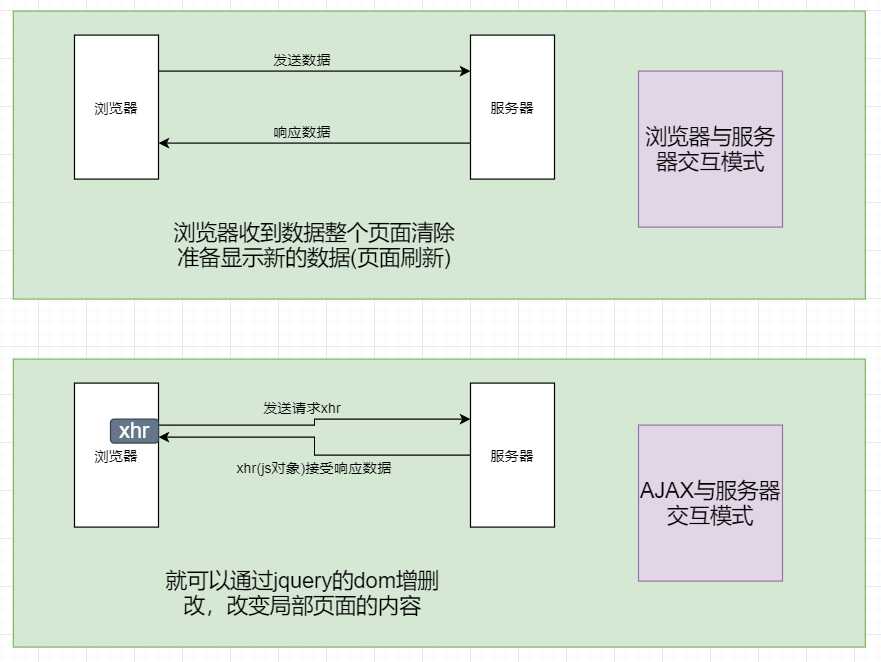 发送数据
浏览器
服务器
响应数据
浏览器与服务
器交互模式
浏览器收到数据整个页面清除
准备显示新的数据(页面刷新)
发送请求xhr
xhr
浏览器
服务器
xhr(js对象)接受响应数据
AJAX与服务器
交互模式
就可以通过jquery的dom增删
改，改变局部页面的内容